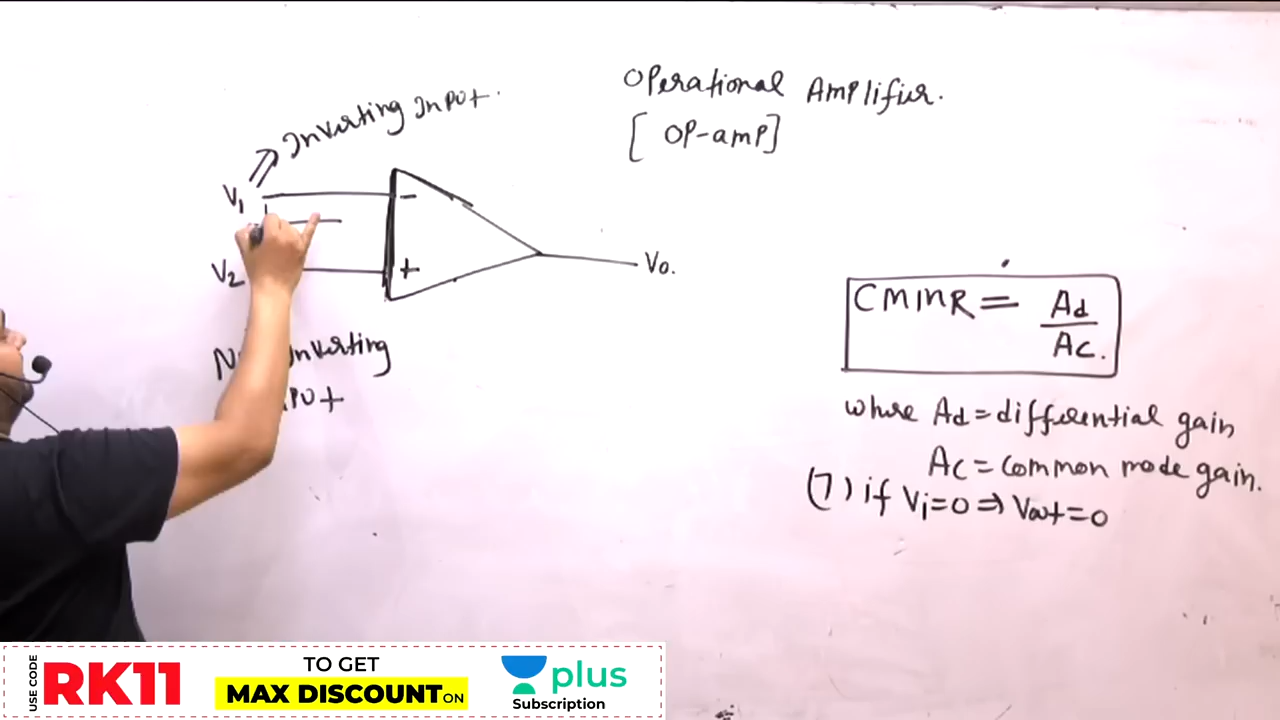 Operational Amplifier.
[OP-amp]
Inverting Input.
V1
-
V2
+
Vo.
inverting
CMRR = Ad
Ac.
where Ad = differential gain
Ac = Common mode gain.
(7) if Vi=0 ⇒ Vout=0
USE CODE
RK11
TO GET
MAX DISCOUNT ON
plus
Subscription